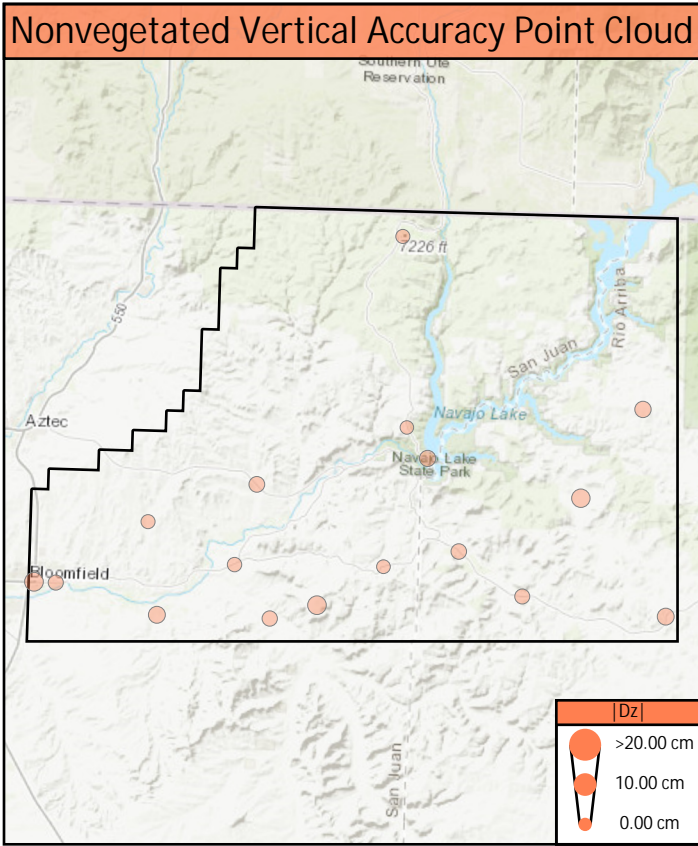 Nonvegetated Vertical Accuracy Point Cloud
Southern Ute
Reservation
7226 ft
550
Rio Arriba
San Juan
Aztec
Navajo Lake
Navajo Lake
State Park
Bloomfield
San Juan
|Dz|
>20.00 cm
10.00 cm
0.00 cm